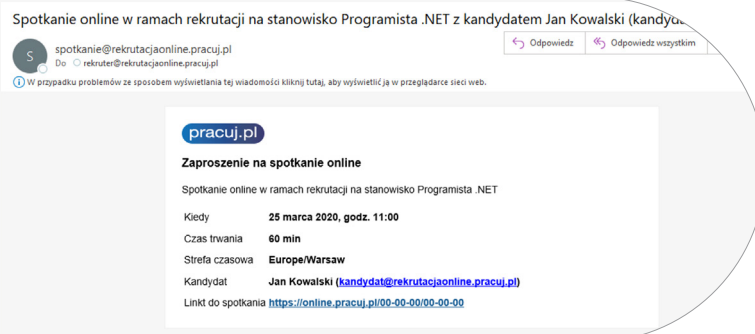 Spotkanie online w ramach rekrutacji na stanowisko Programista .NET z kandydatem Jan Kowalski
S
spotkanie@rekrutacjaonline.pracuj.pl
Do rekruter@rekrutacjaonline.pracuj.pl
Odpowiedz
Odpowiedz wszystkim
W przypadku problemów ze sposobem wyświetlania tej wiadomości kliknij tutaj, aby wyświetlić ją w przeglądarce sieci web.
pracuj.pl
Zaproszenie na spotkanie online
Spotkanie online w ramach rekrutacji na stanowisko Programista .NET
Kiedy 25 marca 2020, godz. 11:00
Czas trwania 60 min
Strefa czasowa Europe/Warsaw
Kandydat Jan Kowalski (kandydat@rekrutacjaonline.pracuj.pl)
Linkt do spotkania https://online.pracuj.pl/00-00-00/00-00-00